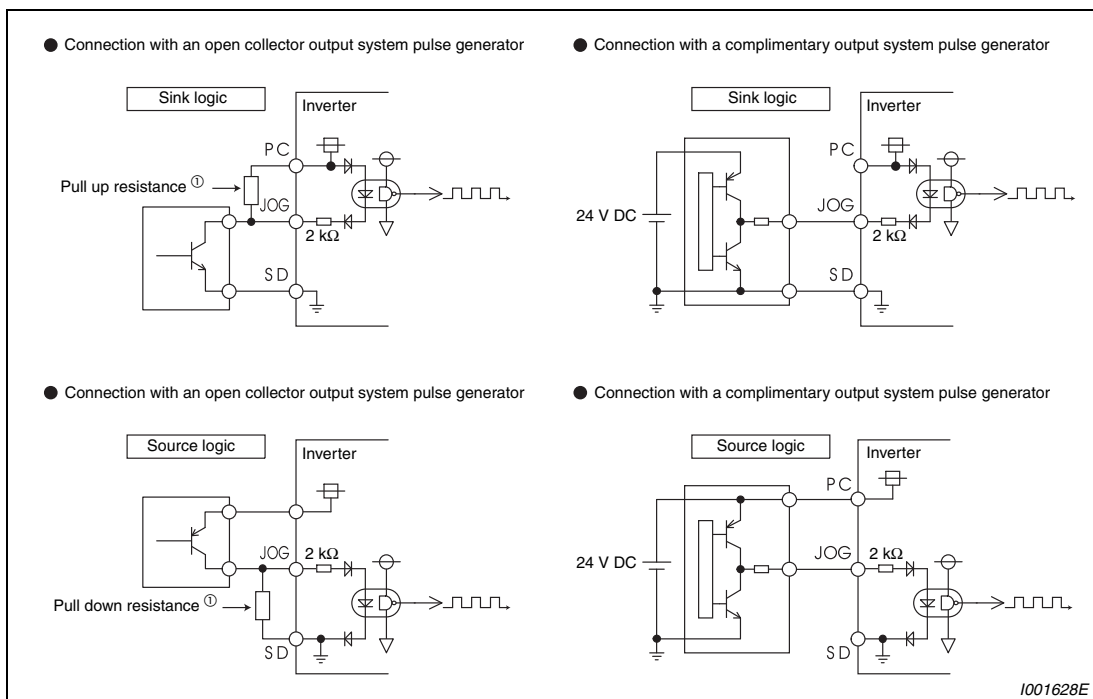 ● Connection with an open collector output system pulse generator
Sink logic
Inverter
PC
Pull up resistance ①
JOG
2 kΩ
SD
● Connection with a complimentary output system pulse generator
Sink logic
Inverter
PC
24 V DC
JOG
2 kΩ
SD
● Connection with an open collector output system pulse generator
Source logic
Inverter
JOG
2 kΩ
Pull down resistance ①
SD
● Connection with a complimentary output system pulse generator
Source logic
Inverter
PC
24 V DC
JOG
2 kΩ
SD
I001628E